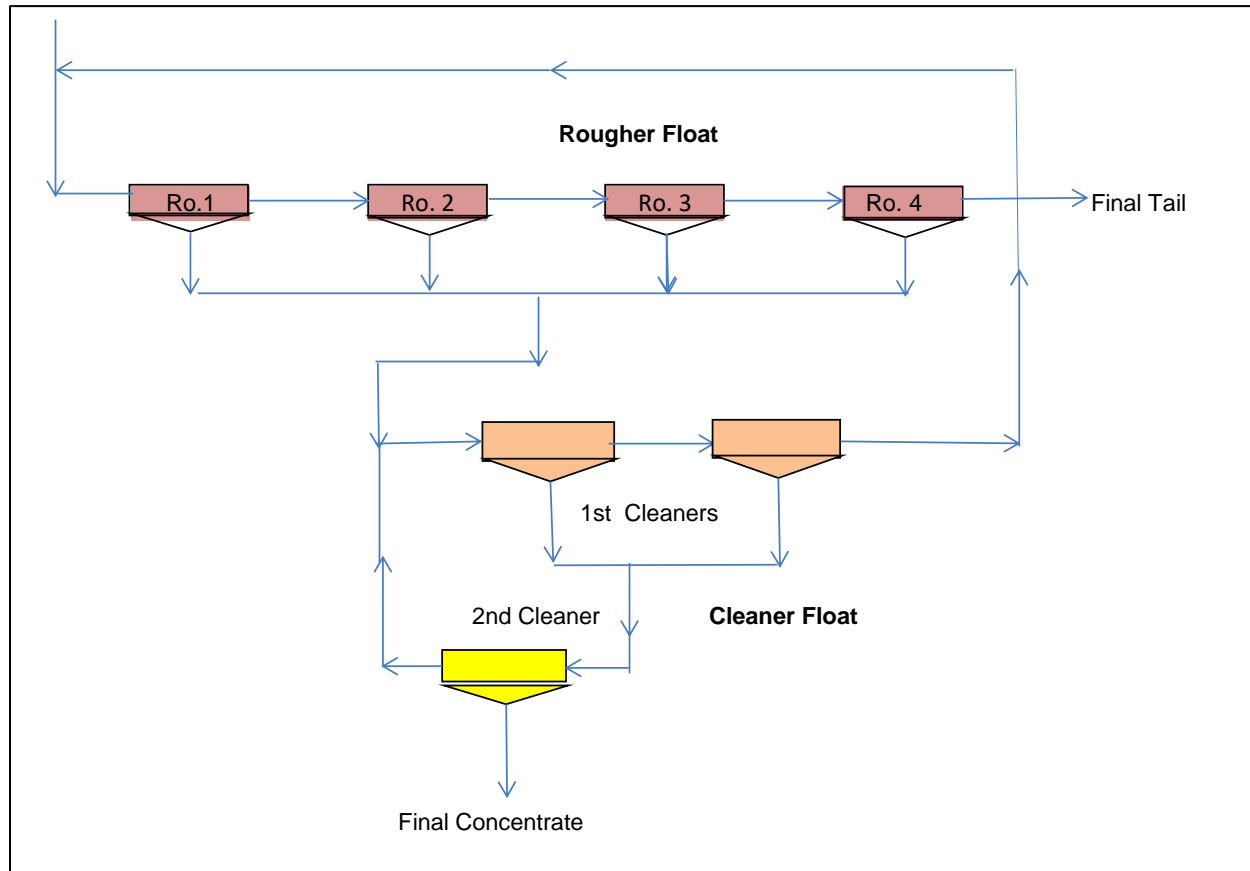 Rougher Float
Ro.1
Ro. 2
Ro. 3
Ro. 4
Final Tail
1st  Cleaners
2nd Cleaner
Cleaner Float
Final Concentrate